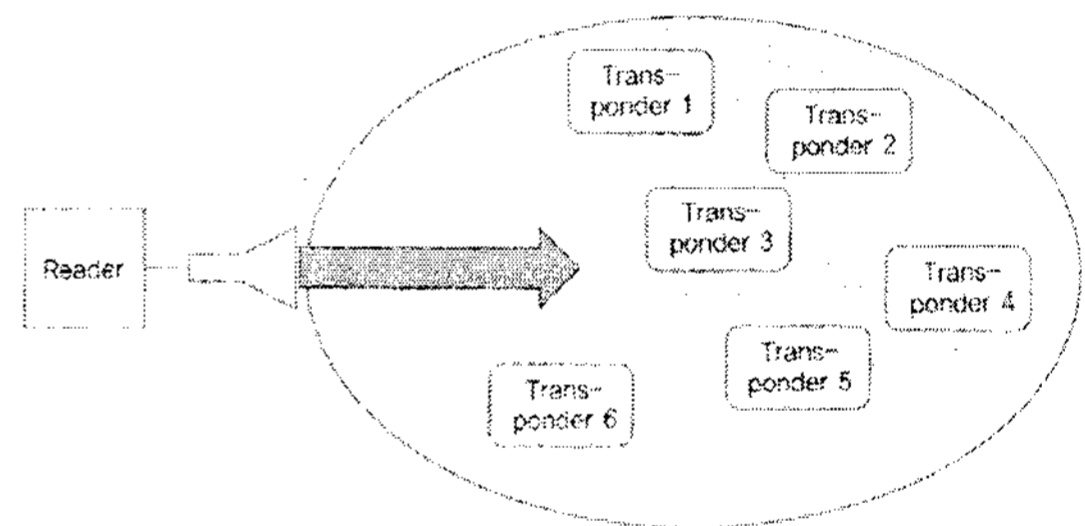 Trans-
ponder 1
Trans-
ponder 2
Trans-
ponder 3
Reader
Trans-
ponder 4
Trans-
ponder 5
Trans-
ponder 6